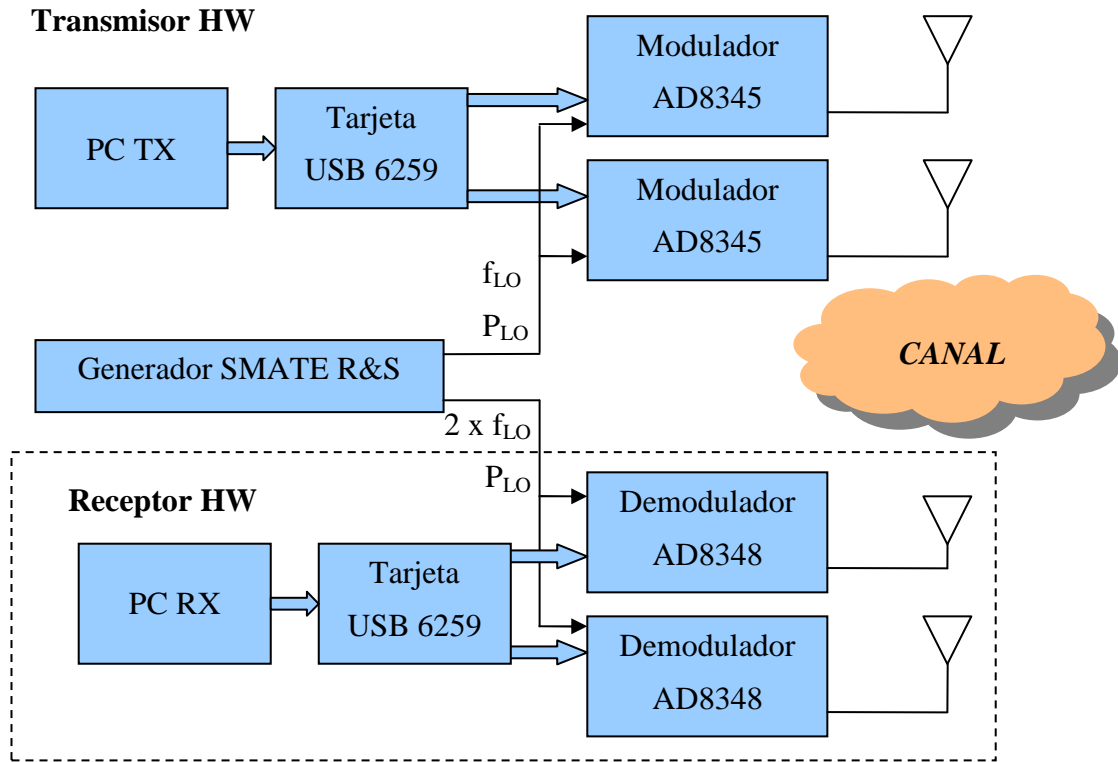 Transmisor HW
PC TX
Tarjeta
USB 6259
Modulador
AD8345
Modulador
AD8345
fLO
PLO
Generador SMATE R&S
CANAL
2 x fLO
PLO
Receptor HW
PC RX
Tarjeta
USB 6259
Demodulador
AD8348
Demodulador
AD8348